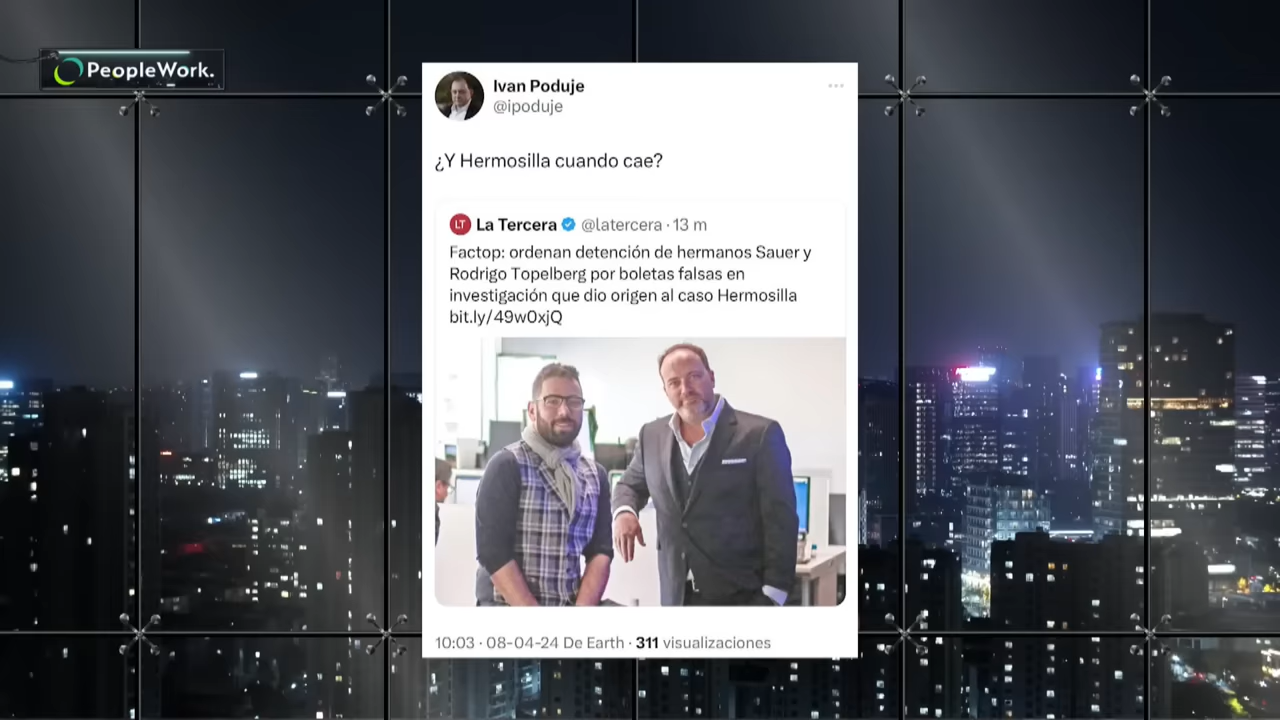 PeopleWork.
Ivan Poduje
@ipoduje
¿Y Hermosilla cuando cae?
LT La Tercera @latercera · 13 m
Factop: ordenan detención de hermanos Sauer y
Rodrigo Topelberg por boletas falsas en
investigación que dio origen al caso Hermosilla
bit.ly/49w0xjQ
10:03 · 08-04-24 De Earth · 311 visualizaciones